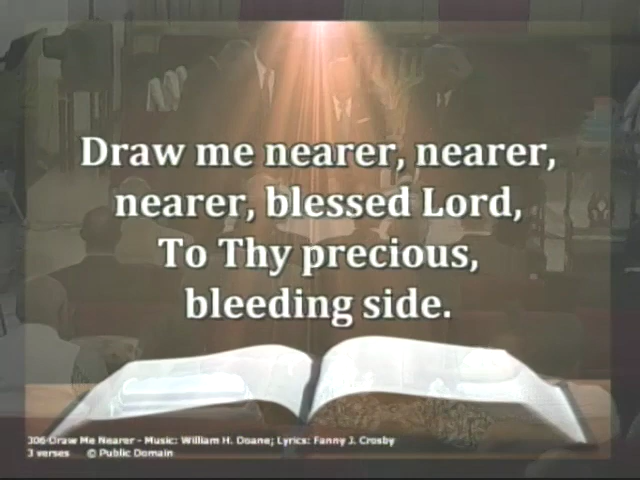 Draw me nearer, nearer,
nearer, blessed Lord,
To Thy precious,
bleeding side.
306-Draw Me Nearer - Music: William H. Doane; Lyrics: Fanny J. Crosby
3 verses © Public Domain